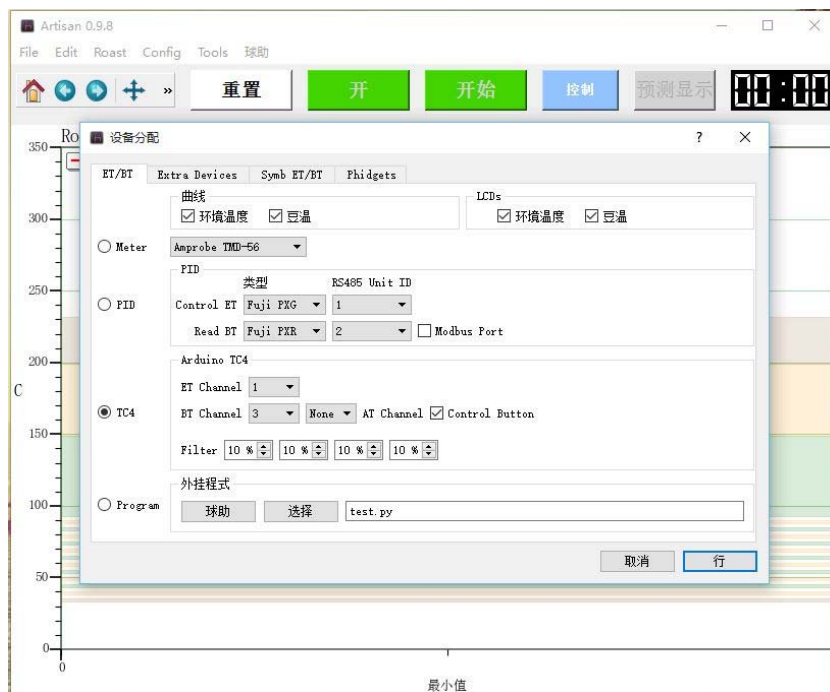 Artisan 0.9.8
File Edit Roast Config Tools 球助
» 重置 开 开始 控制 预测显示 00:00
Ro
设备分配 ?
ET/BT Extra Devices Symb ET/BT Phidgets
曲线 LCDs
环境温度 豆温 环境温度 豆温
Meter Amprobe TMD-56
PID
类型 RS485 Unit ID
PID Control ET Fuji PXG 1
Read BT Fuji PXR 2 Modbus Port
Arduino TC4
ET Channel 1
TC4 BT Channel 3 None AT Channel Control Button
Filter 10 % 10 % 10 % 10 %
外挂程式
Program 球助 选择 test.py
取消 行
350
300
250
200
C
150
100
50
0
0
最小值